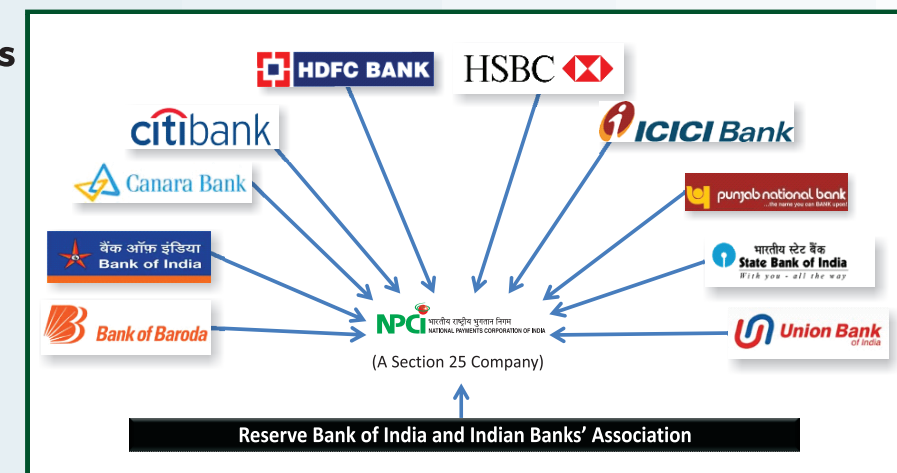 s
HDFC BANK
HSBC
citibank
ICICI Bank
Canara Bank
punjab national bank
...the name you can BANK upon!
बैंक ऑफ़ इंडिया
Bank of India
भारतीय स्टेट बैंक
State Bank of India
With you - all the way
Bank of Baroda
NPCI भारतीय राष्ट्रीय भुगतान निगम
NATIONAL PAYMENTS CORPORATION OF INDIA
Union Bank
of India
(A Section 25 Company)
Reserve Bank of India and Indian Banks’ Association